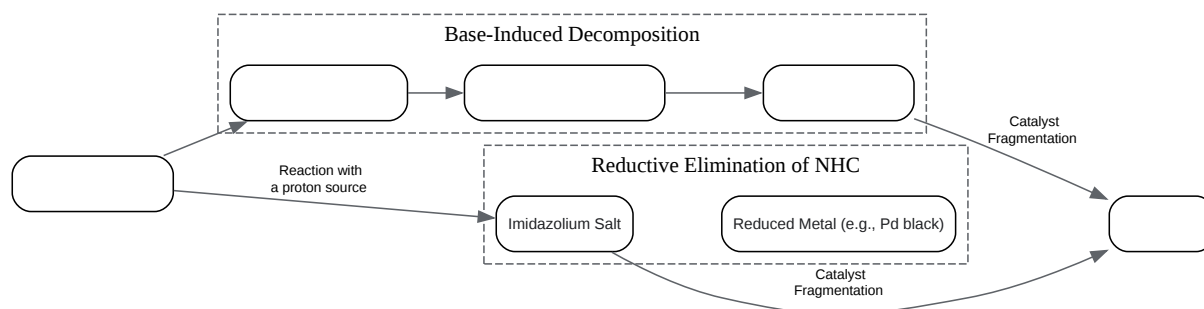 Base-Induced Decomposition
Catalyst
Fragmentation
Reaction with
a proton source
Reductive Elimination of NHC
Imidazolium Salt
Reduced Metal (e.g., Pd black)
Catalyst
Fragmentation